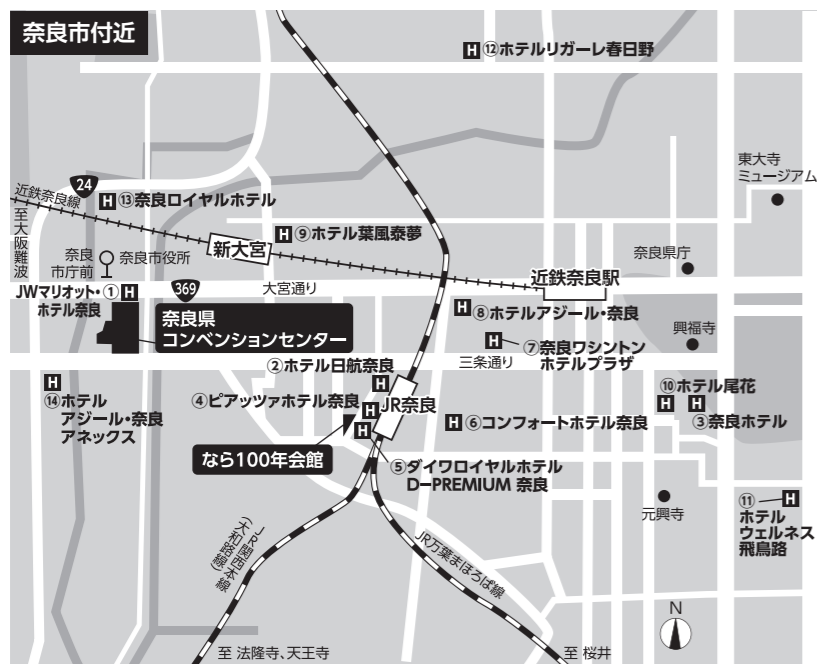 奈良市付近
H ⑫ホテルリガーレ春日野
東大寺
ミュージアム
24
近鉄奈良線
H ⑬奈良ロイヤルホテル
至大阪難波
奈良
市庁前
奈良市役所
新大宮
H ⑨ホテル葉風泰夢
奈良県庁
近鉄奈良駅
JWマリオット・① H
ホテル奈良
369
大宮通り
H ⑧ホテルアジール・奈良
奈良県
コンベンションセンター
興福寺
H ⑦奈良ワシントン
ホテルプラザ
三条通り
②ホテル日航奈良
H
H
⑭ホテル
アジール・奈良
アネックス
④ピアッツァホテル奈良 H
JR奈良
⑩ホテル尾花
H H
③奈良ホテル
H ⑥コンフォートホテル奈良
H
なら100年会館
⑤ダイワロイヤルホテル
D-PREMIUM 奈良
元興寺
⑪ H
ホテル
ウェルネス
飛鳥路
JR関西本線
(大和路線)
JR万葉まほろば線
N
至 法隆寺、天王寺
至 桜井